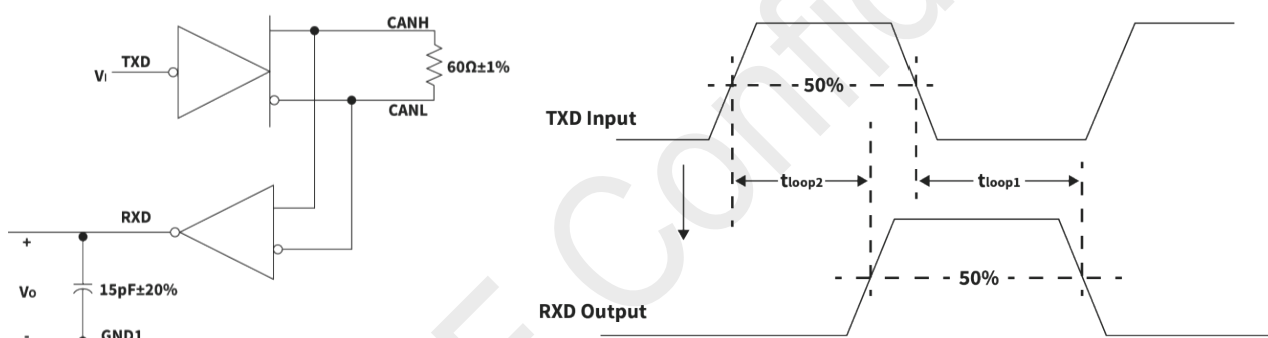 CANH
TXD
VI
60Ω±1%
CANL
RXD
+
VO
15pF±20%
-
GND1
50%
TXD Input
tloop2
tloop1
50%
RXD Output